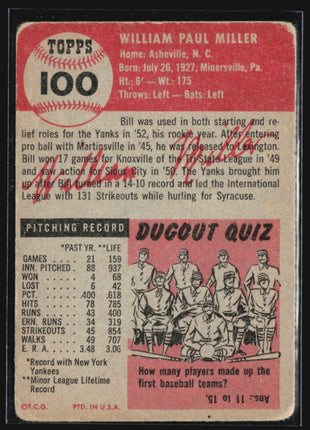 TOPPS
100
WILLIAM PAUL MILLER
Home: Asheville, N. C.
Born: July 26, 1927, Minersville, Pa.
Ht.: 6' — Wt.: 175
Throws: Left — Bats: Left
Bill was used in both starting and re-
lief roles for the Yanks in '52, his rookie year. After entering
pro ball with Martinsville in '45, he was advanced to Lexington.
Bill won 17 games for Knoxville of the Tri State League in '49
and saw action for Sioux City in '50. The Yanks brought him
up after Bill turned in a 14-10 record and led the International
League with 131 Strikeouts while hurling for Syracuse.
William Miller
PITCHING RECORD
*PAST YR. **LIFE
GAMES 21 159
INN. PITCHED 88 937
WON 4 68
LOST 6 42
PCT. .400 .618
HITS 78 785
RUNS 43 400
ERN. RUNS 34 319
STRIKEOUTS 45 854
WALKS 49 707
E. R. A. 3.48 3.06
*Record with New
Yankees
**Minor League Lifetime
Record
©T.C.G. PTD. IN U.S.A.
DUGOUT QUIZ
How many players made up the
first baseball teams?
Ans.: 11 to
15.